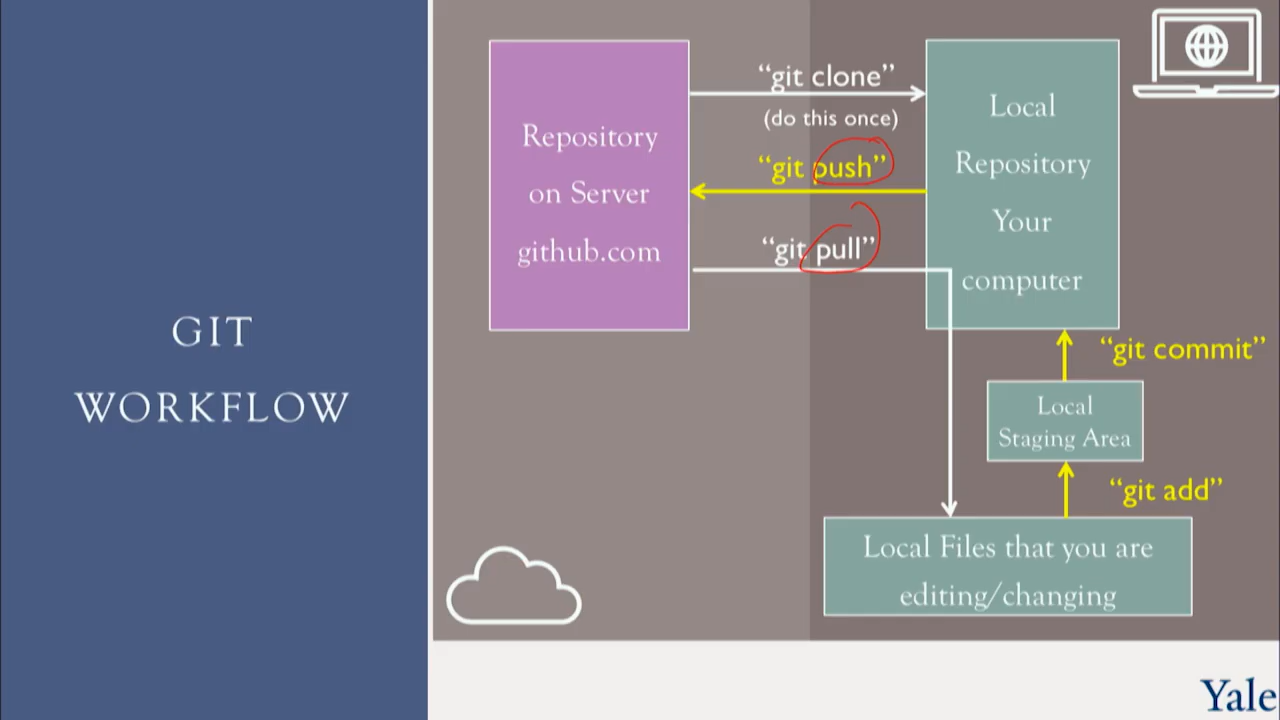 GIT
WORKFLOW
Repository
on Server
github.com
“git clone”
(do this once)
“git push”
“git pull”
Local
Repository
Your
computer
“git commit”
Local
Staging Area
“git add”
Local Files that you are
editing/changing
Yale